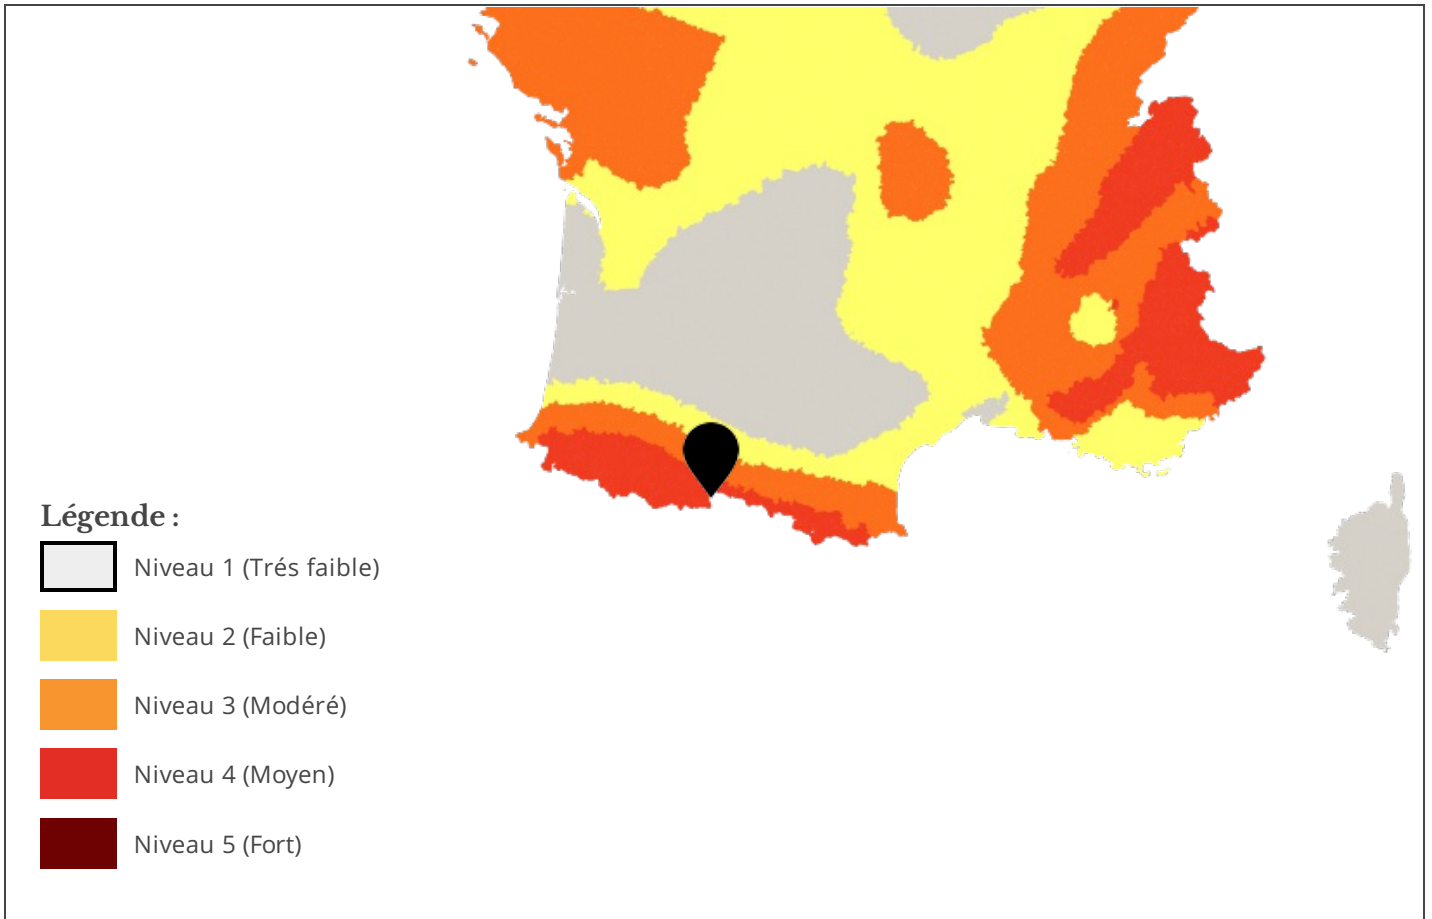 Légende :
Niveau 1 (Trés faible)
Niveau 2 (Faible)
Niveau 3 (Modéré)
Niveau 4 (Moyen)
Niveau 5 (Fort)